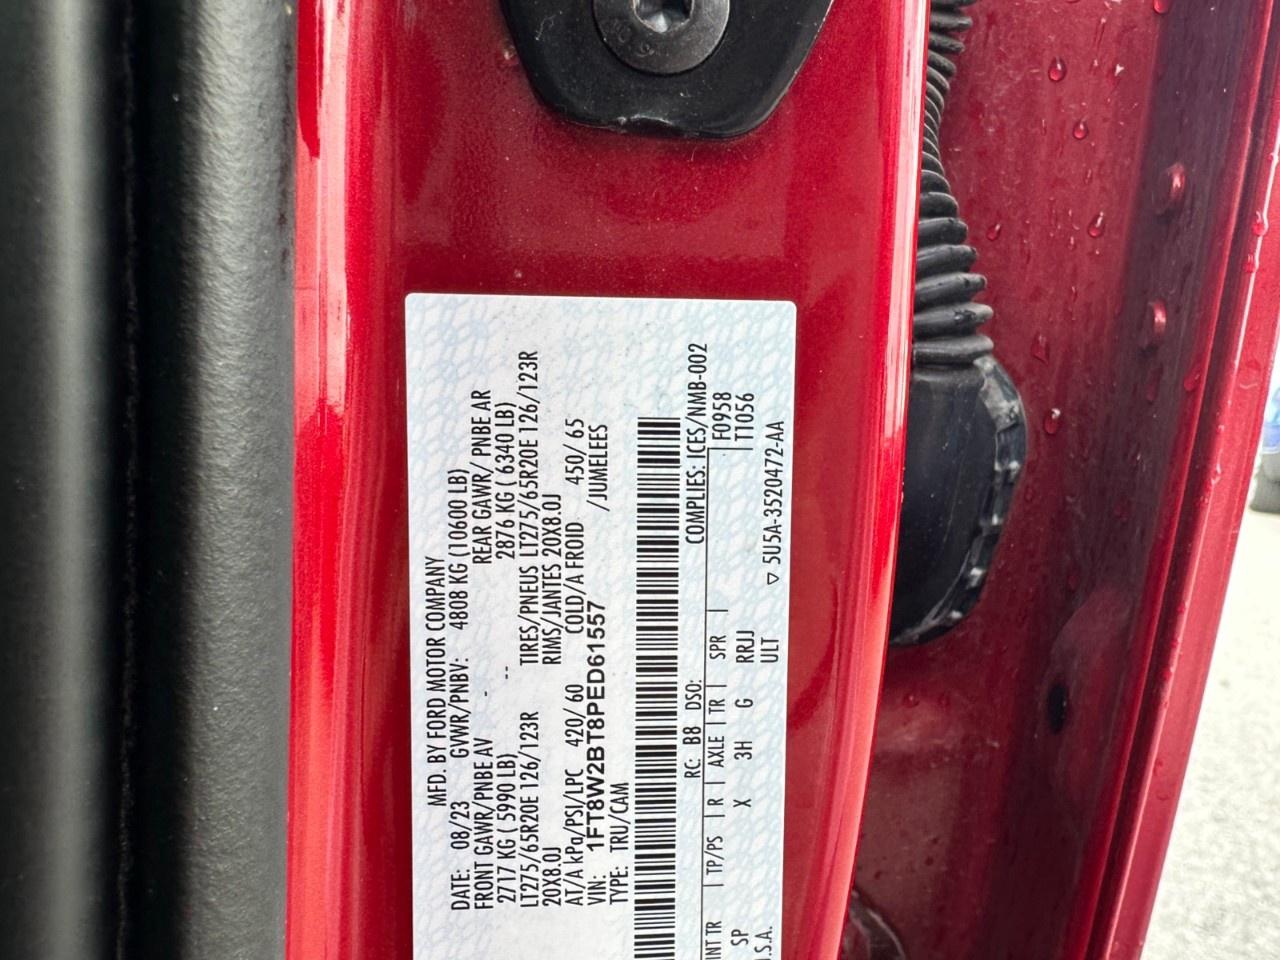 MFD. BY FORD MOTOR COMPANY
DATE: 08/23 GVWR/PNBV: 4808 KG (10600 LB)
FRONT GAWR/PNBE AV - REAR GAWR/ PNBE AR
2717 KG ( 5990 LB) -- 2876 KG ( 6340 LB)
LT275/65R20E 126/123R TIRES/PNEUS LT275/65R20E 126/123R
20X8.0J RIMS/JANTES 20X8.0J
AT/A kPa/PSI/LPC 420/ 60 COLD/A FROID 450/ 65
VIN: 1FT8W2BT8PED61557 /JUMELEES
TYPE: TRU/CAM
RC: B8 DSO: COMPLIES: ICES/NMB-002
INT TR | TP/PS | R | AXLE | TR | SPR | F0958
SP X 3H G RRJJ T1056
U.S.A. ULT ▽ 5U5A-3520472-AA